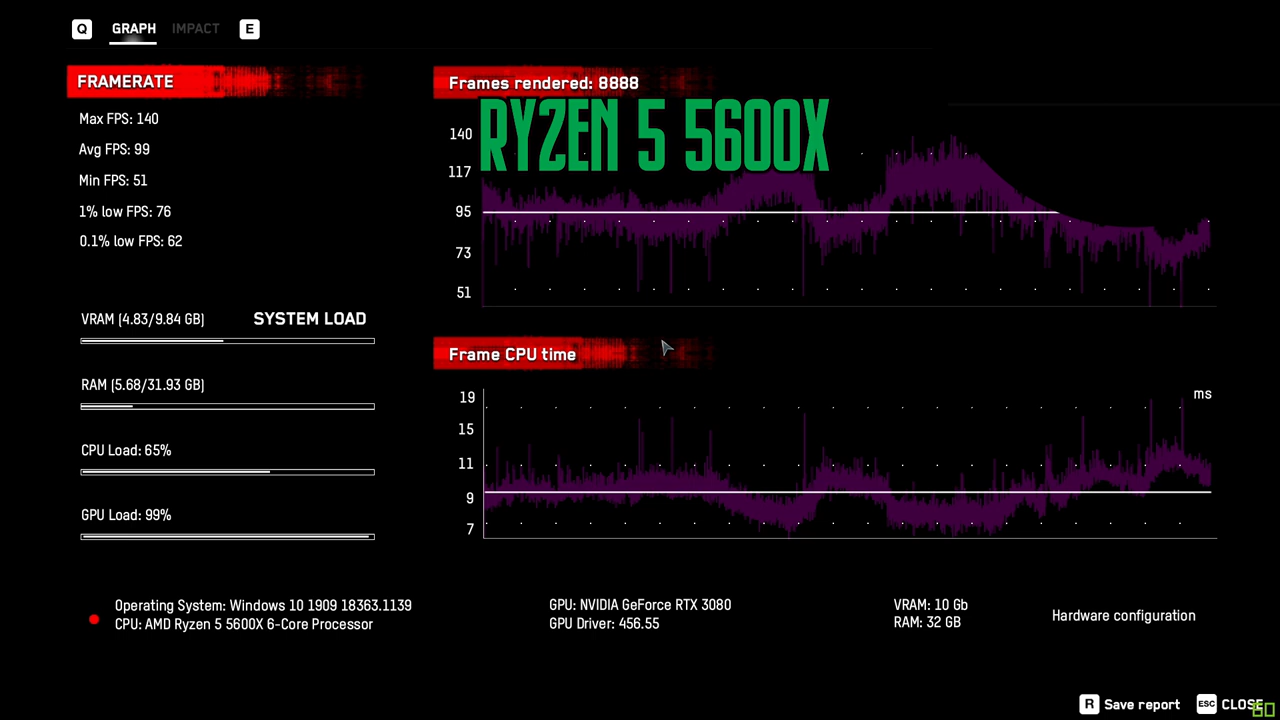 Q GRAPH IMPACT E
FRAMERATE
Max FPS: 140
Avg FPS: 99
Min FPS: 51
1% low FPS: 76
0.1% low FPS: 62
VRAM (4.83/9.84 GB) SYSTEM LOAD
RAM (5.68/31.93 GB)
CPU Load: 65%
GPU Load: 99%
Frames rendered: 8888
RYZEN 5 5600X
140
117
95
73
51
Frame CPU time
ms
19
15
11
9
7
Operating System: Windows 10 1909 18363.1139
CPU: AMD Ryzen 5 5600X 6-Core Processor
GPU: NVIDIA GeForce RTX 3080
GPU Driver: 456.55
VRAM: 10 Gb
RAM: 32 GB
Hardware configuration
R Save report ESC CLOSE
60